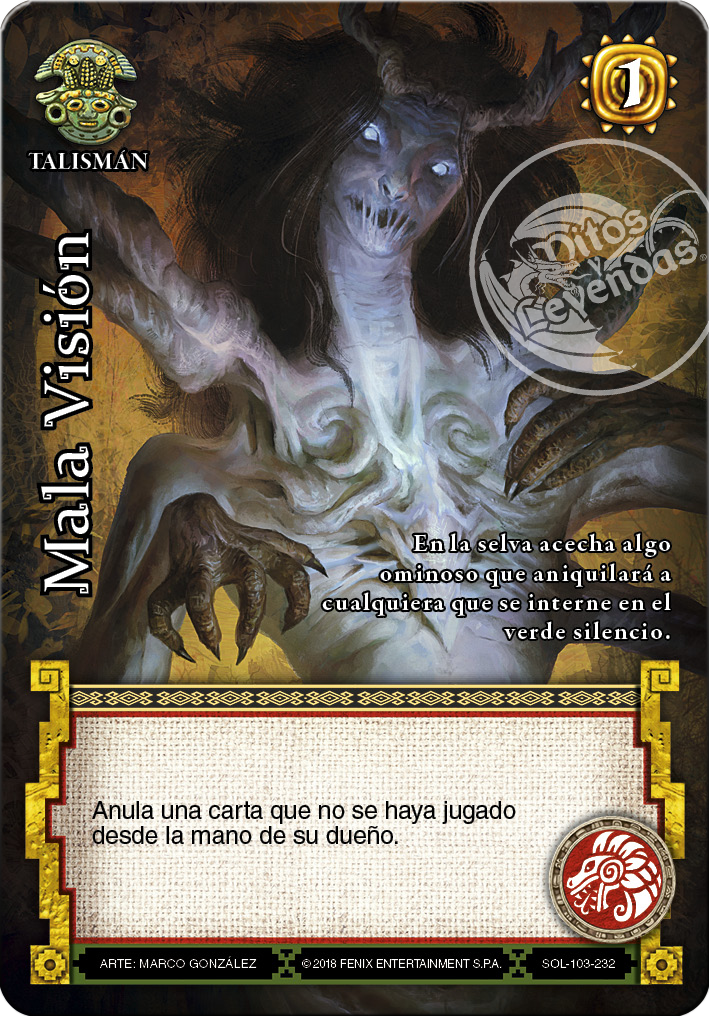 TALISMÁN
1
Mitos
y
Leyendas
®
Mala Visión
En la selva acecha algo
ominoso que aniquilará a
cualquiera que se interne en el
verde silencio.
Anula una carta que no se haya jugado
desde la mano de su dueño.
ARTE: MARCO GONZÁLEZ
©2018 FENIX ENTERTAINMENT S.P.A.
SOL-103-232